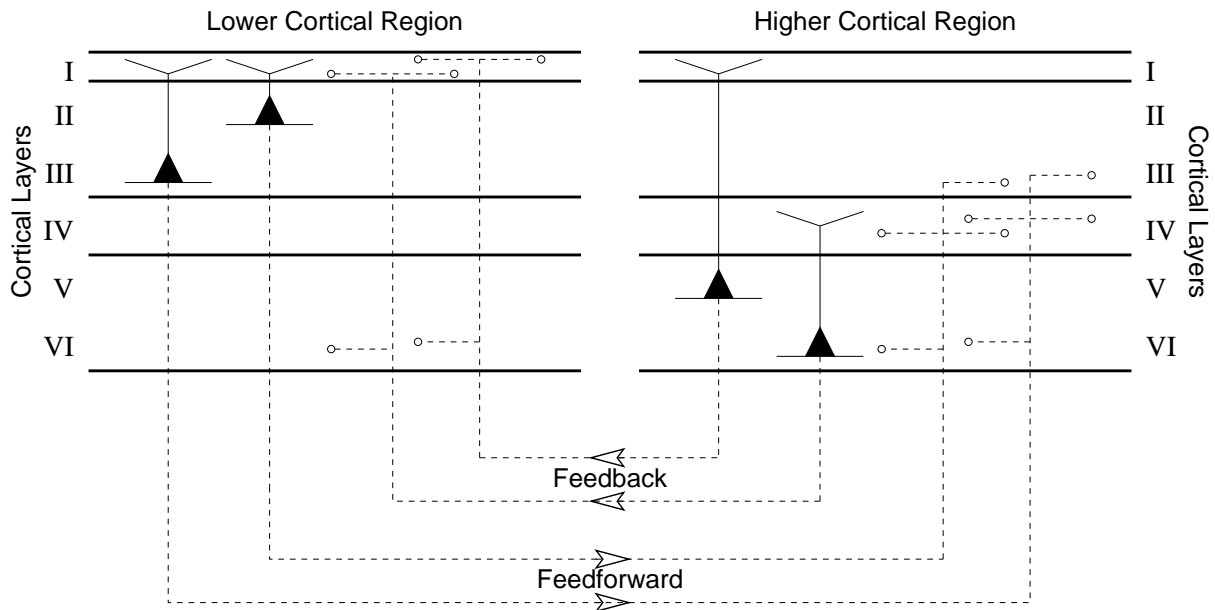 Lower Cortical Region
Higher Cortical Region
Cortical Layers
I
II
III
IV
V
VI
I
II
III
IV
V
VI
Cortical Layers
Feedback
Feedforward